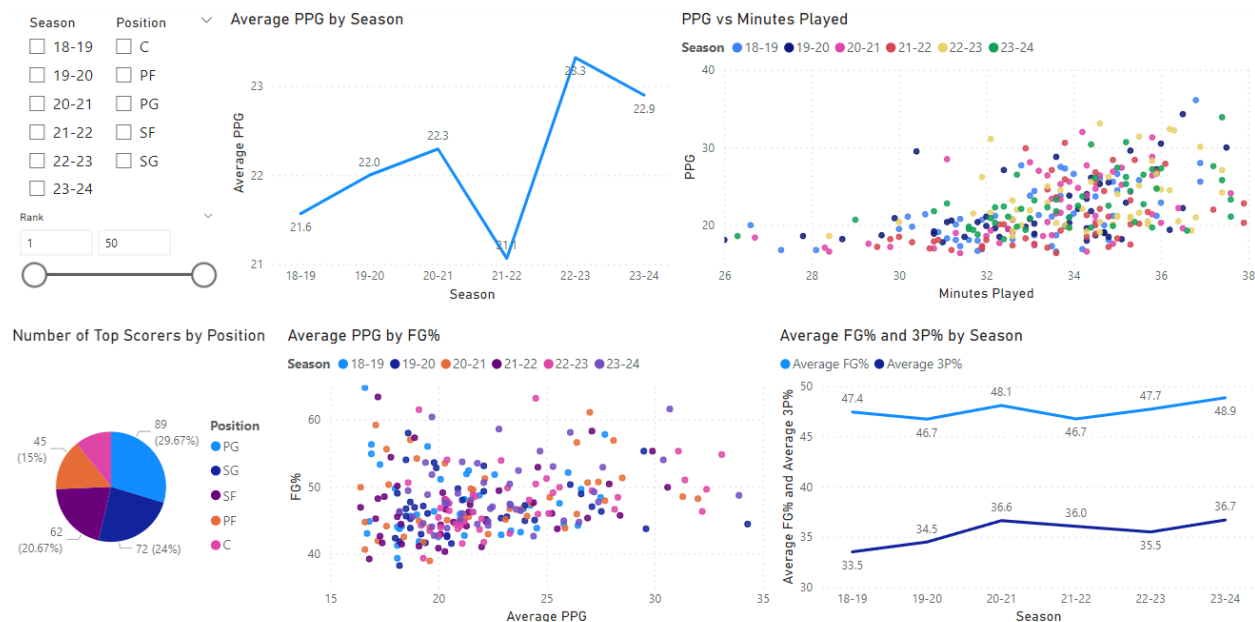 Season
Position
18-19
C
19-20
PF
20-21
PG
21-22
SF
22-23
SG
23-24
Rank
1
50
Average PPG by Season
Average PPG
23
22
21
21.6
22.0
22.3
21.1
23.3
22.9
18-19 19-20 20-21 21-22 22-23 23-24
Season
PPG vs Minutes Played
Season 18-19 19-20 20-21 21-22 22-23 23-24
PPG
40
30
20
26 28 30 32 34 36 38
Minutes Played
Number of Top Scorers by Position
89
(29.67%)
45
(15%)
62
(20.67%)
72 (24%)
Position
PG
SG
SF
PF
C
Average PPG by FG%
Season 18-19 19-20 20-21 21-22 22-23 23-24
FG%
60
50
40
15 20 25 30 35
Average PPG
Average FG% and 3P% by Season
Average FG% Average 3P%
Average FG% and Average 3P%
50
45
40
35
30
47.4
46.7
48.1
46.7
47.7
48.9
33.5
34.5
36.6
36.0
35.5
36.7
18-19 19-20 20-21 21-22 22-23 23-24
Season